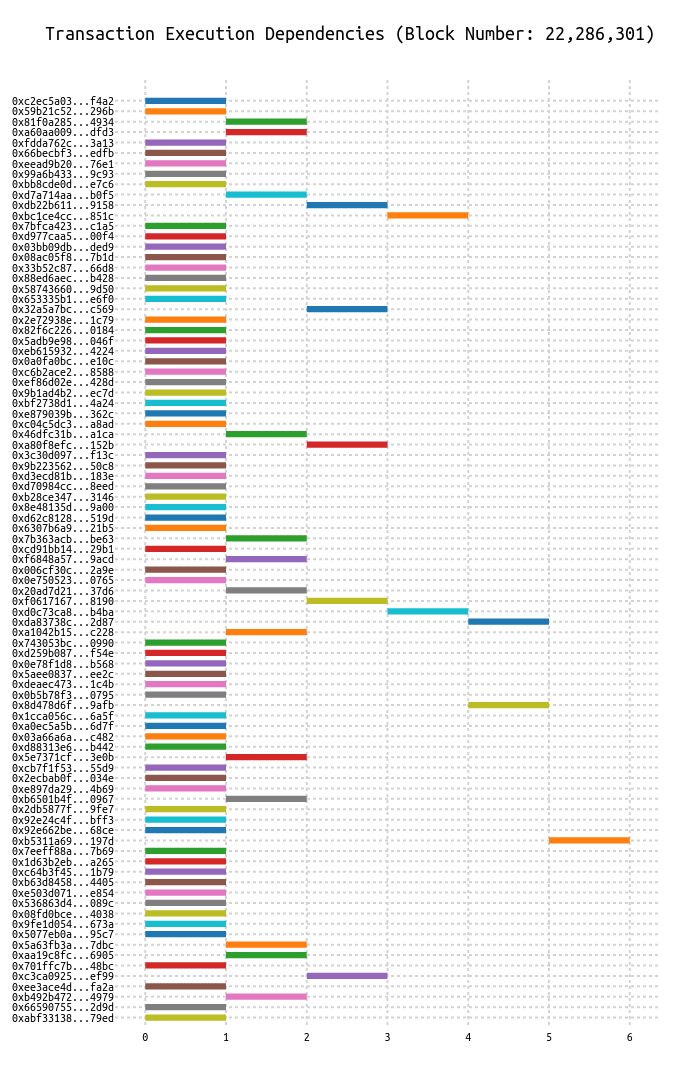 Transaction Execution Dependencies (Block Number: 22,286,301)
0xc2ec5a03...f4a2
0x59b21c52...296b
0x81f0a285...4934
0xa60aa009...dfd3
0xfdda762c...3a13
0x66becbf3...edfb
0xeead9b20...76e1
0x99a6b433...9c93
0xbb8cde0d...e7c6
0xd7a714aa...b0f5
0xdb22b611...9158
0xbc1ce4cc...851c
0x7bfca423...c1a5
0xd977caa5...00f4
0x03bb09db...ded9
0x08ac05f8...7b1d
0x33b52c87...66d8
0x88ed6aec...b428
0x58743660...9d50
0x653335b1...e6f0
0x32a5a7bc...c569
0x2e72938e...1c79
0x82f6c226...0184
0x5adb9e98...046f
0xeb615932...4224
0x0a0fa0bc...e10c
0xc6b2ace2...8588
0xef86d02e...428d
0x9b1ad4b2...ec7d
0xbf2738d1...4a24
0xe879039b...362c
0xc04c5dc3...a8ad
0x46dfc31b...a1ca
0xa80f8efc...152b
0x3c30d097...f13c
0x9b223562...50c8
0xd3ecd81b...183e
0xd70984cc...8eed
0xb28ce347...3146
0x8e48135d...9a00
0xd62c8128...519d
0x6307b6a9...21b5
0x7b363acb...be63
0xcd91bb14...29b1
0xf6848a57...9acd
0x006cf30c...2a9e
0x0e750523...0765
0x20ad7d21...37d6
0xf0617167...8190
0xd0c73ca8...b4ba
0xda83738c...2d87
0xa1042b15...c228
0x743053bc...0990
0xd259b087...f54e
0x0e78f1d8...b568
0x5aee0837...ee2c
0xdeaec473...1c4b
0x0b5b78f3...0795
0x8d478d6f...9afb
0x1cca056c...6a5f
0xa0ec5a5b...6d7f
0x03a66a6a...c482
0xd88313e6...b442
0x5e7371cf...3e0b
0xcb7f1f53...55d9
0x2ecbab0f...034e
0xe897da29...4b69
0xb6501b4f...0967
0x2db5877f...9fe7
0x92e24c4f...bff3
0x92e662be...68ce
0xb5311a69...197d
0x7eeff88a...7b69
0x1d63b2eb...a265
0xc64b3f45...1b79
0xb63d8458...4405
0xe503d071...e854
0x536863d4...089c
0x08fd0bce...4038
0x9fe1d054...673a
0x5077eb0a...95c7
0x5a63fb3a...7dbc
0xaa19c8fc...6905
0x701ffc7b...48bc
0xc3ca0925...ef99
0xee3ace4d...fa2a
0xb492b472...4979
0x66590755...2d9d
0xabf33138...79ed
0 1 2 3 4 5 6